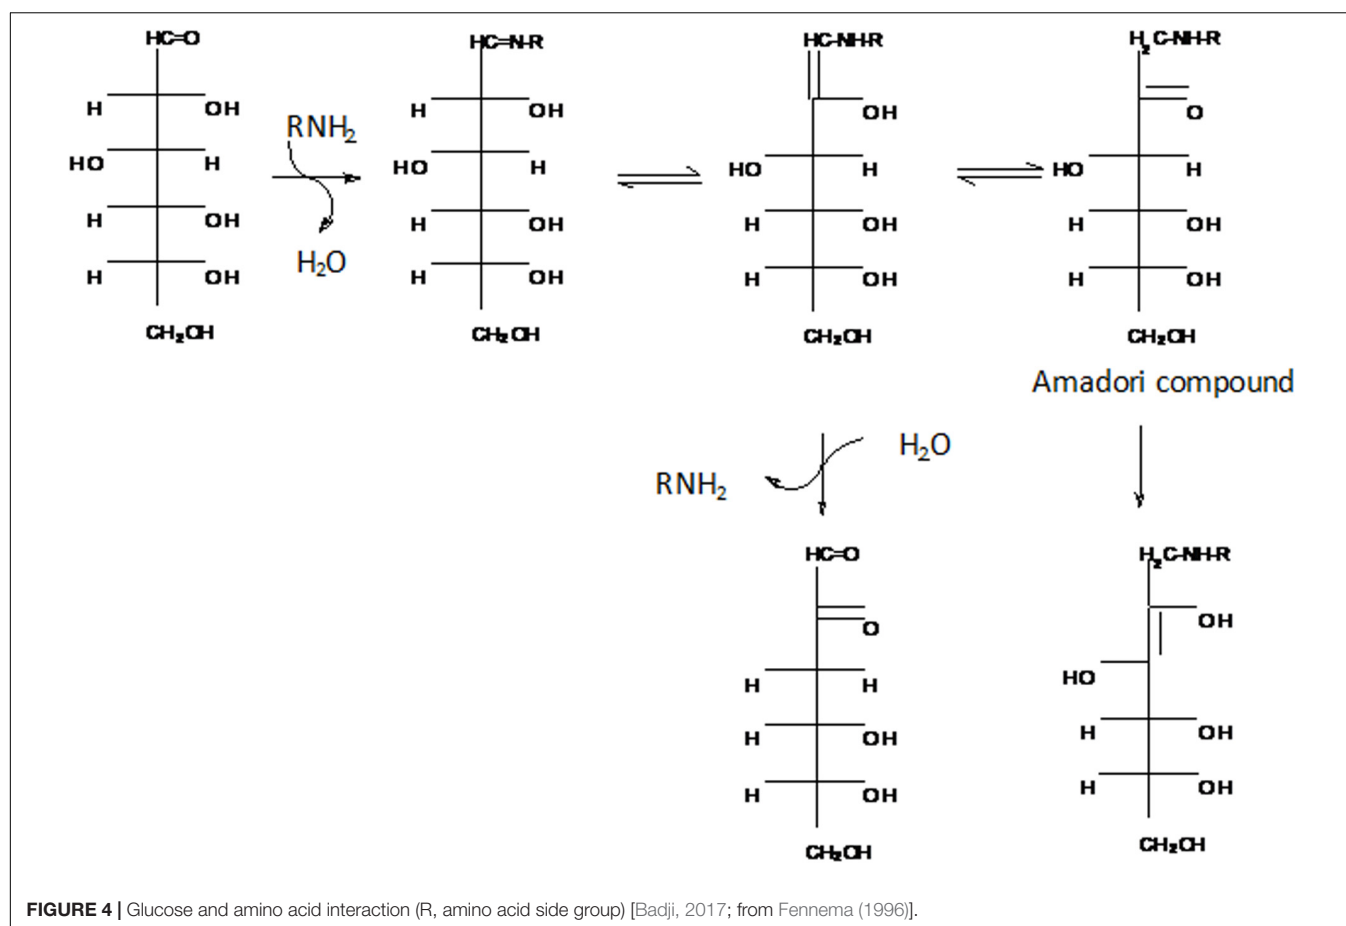 HC=O
H OH
HO H
H OH
H OH
CH₂OH
RNH₂
H₂O
HC=N-R
H OH
HO H
H OH
H OH
CH₂OH
HC-NH-R
OH
HO H
H OH
H OH
CH₂OH
H₂C-NH-R
O
HO H
H OH
H OH
CH₂OH
Amadori compound
RNH₂ H₂O
HC=O
O
H H
H OH
H OH
CH₂OH
H₂C-NH-R
OH
HO
H OH
H OH
CH₂OH
FIGURE 4 | Glucose and amino acid interaction (R, amino acid side group) [Badji, 2017; from Fennema (1996)].